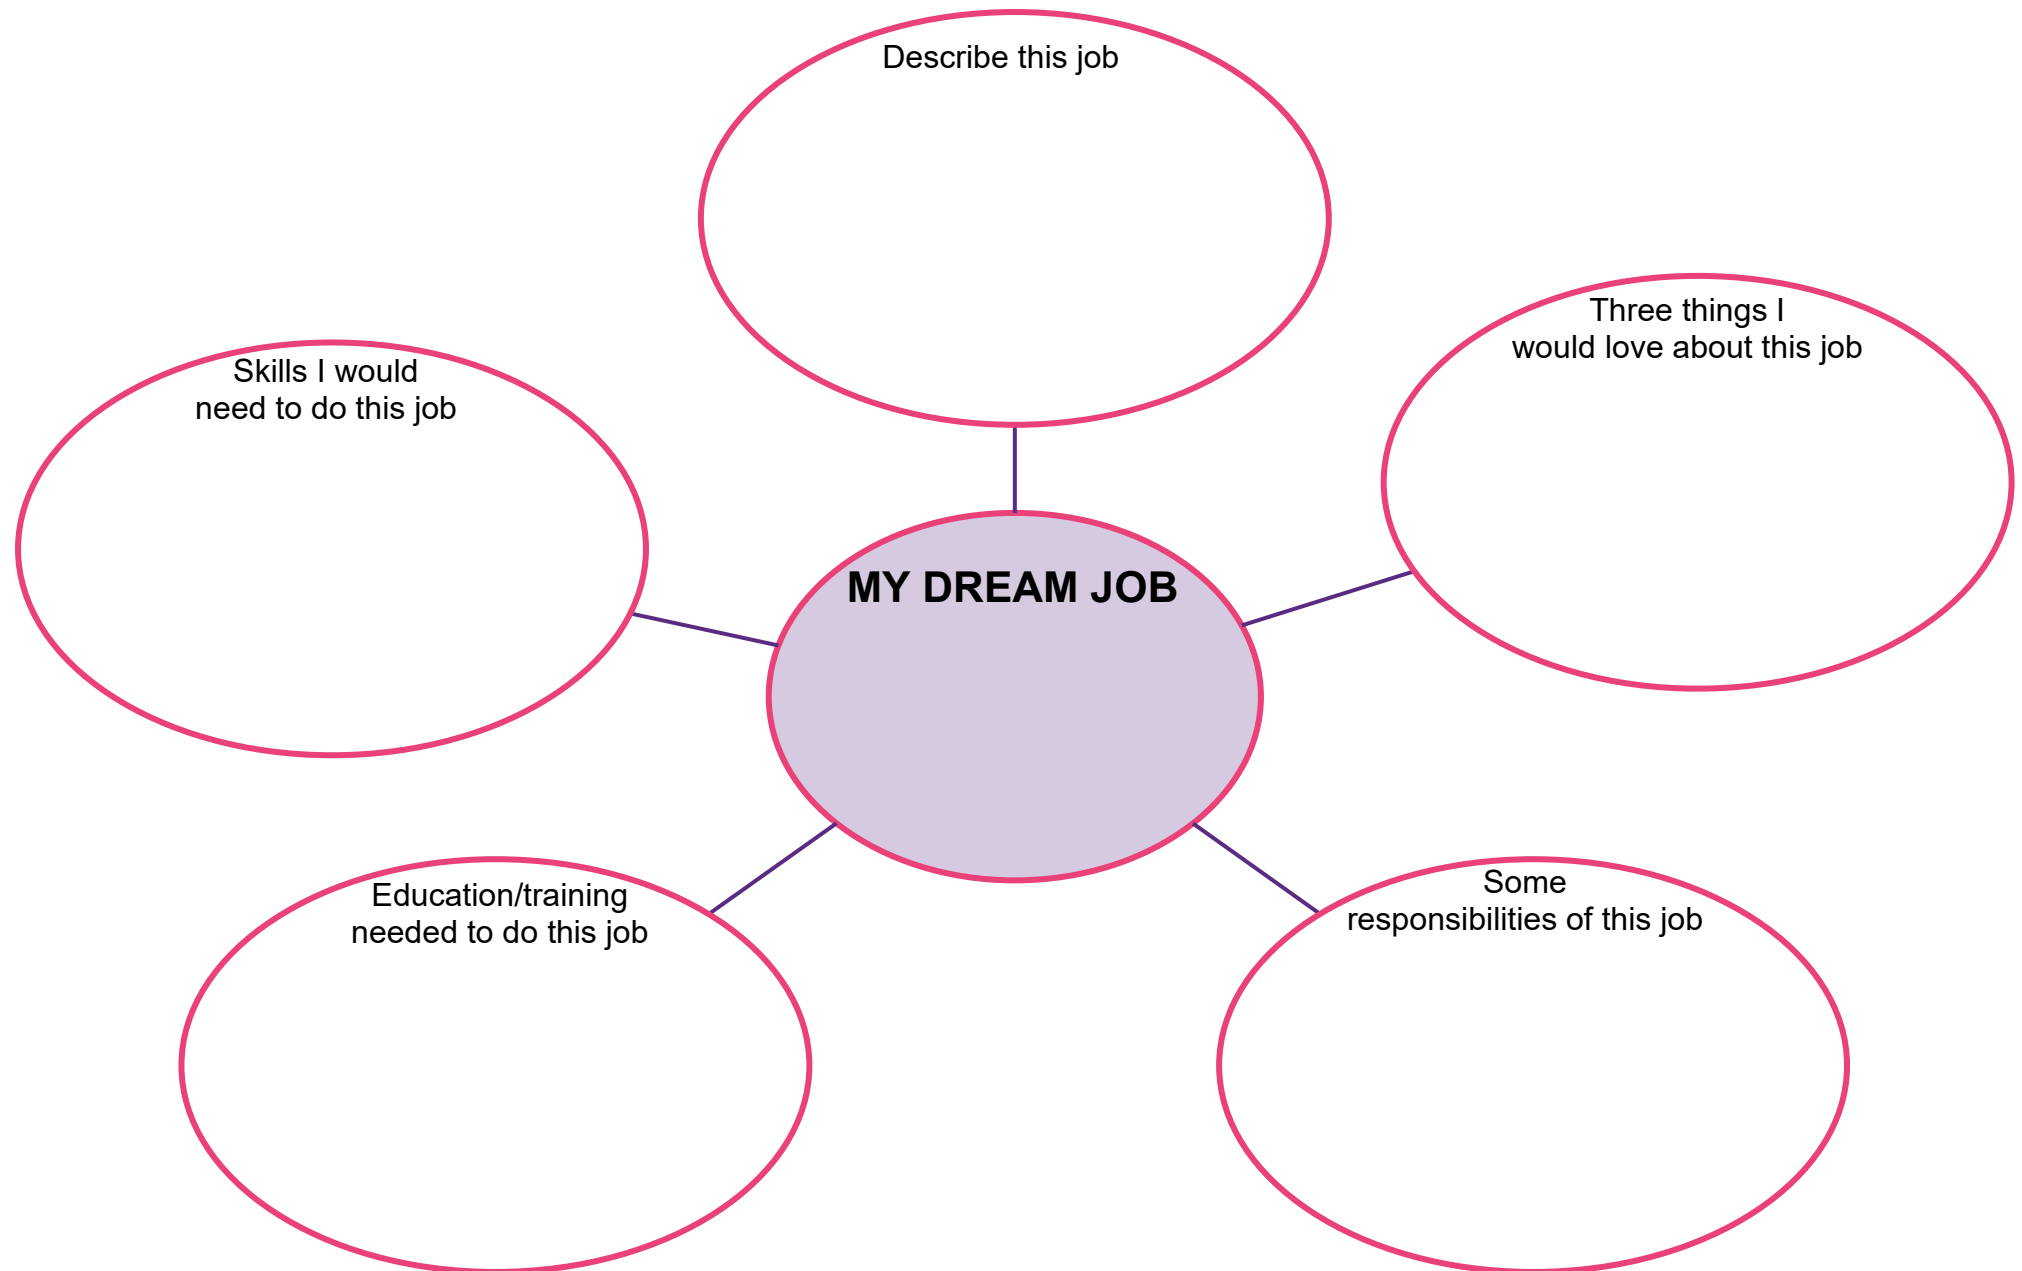 Describe this job
Three things I
would love about this job
Skills I would
need to do this job
MY DREAM JOB
Education/training
needed to do this job
Some
responsibilities of this job